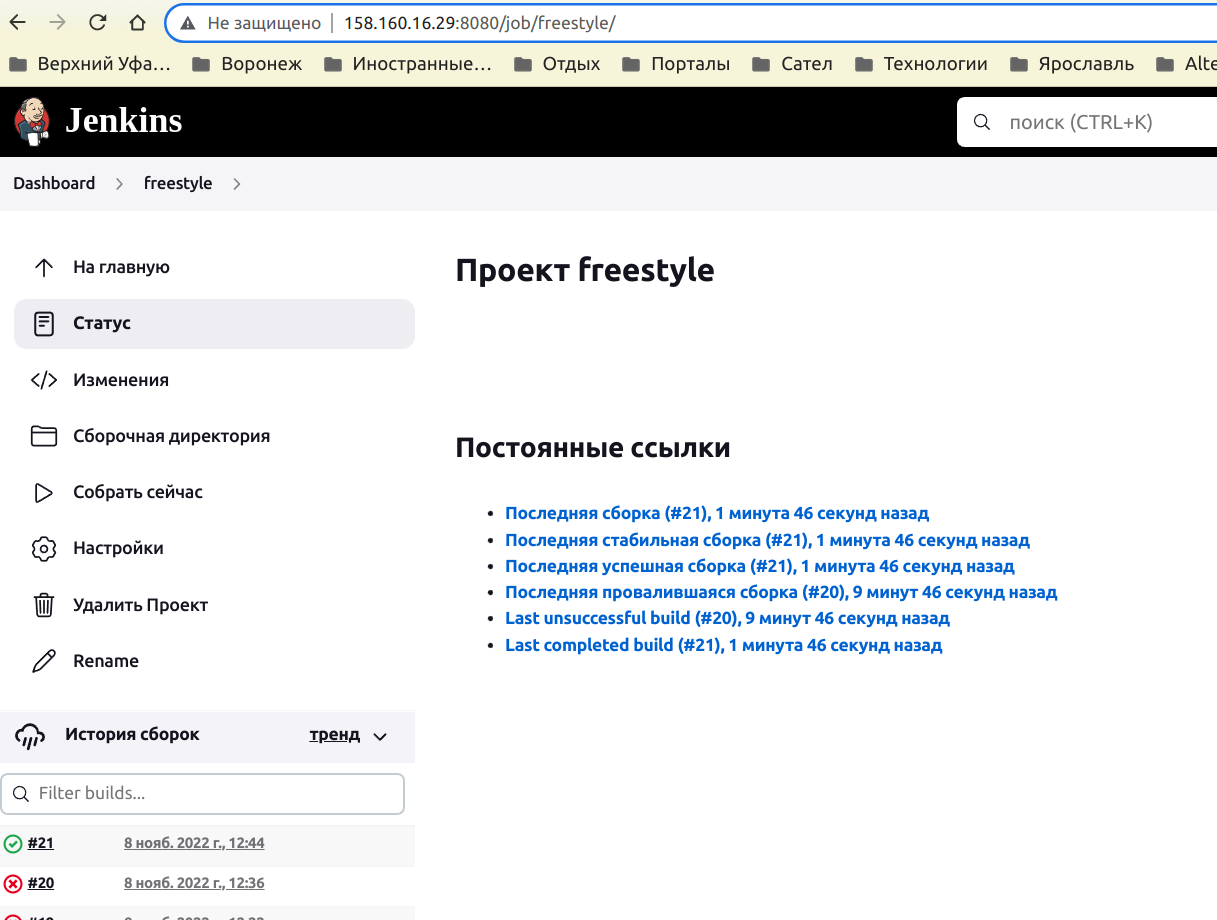 Не защищено 158.160.16.29:8080/job/freestyle/
Верхний Уфа... Воронеж Иностранные... Отдых Порталы Сател Технологии Ярославль Alte
Jenkins поиск (CTRL+K)
Dashboard freestyle
На главную
Статус
Изменения
Сборочная директория
Собрать сейчас
Настройки
Удалить Проект
Rename
История сборок тренд
Filter builds...
#21 8 нояб. 2022 г., 12:44
#20 8 нояб. 2022 г., 12:36
Проект freestyle
Постоянные ссылки
Последняя сборка (#21), 1 минута 46 секунд назад
Последняя стабильная сборка (#21), 1 минута 46 секунд назад
Последняя успешная сборка (#21), 1 минута 46 секунд назад
Последняя провалившаяся сборка (#20), 9 минут 46 секунд назад
Last unsuccessful build (#20), 9 минут 46 секунд назад
Last completed build (#21), 1 минута 46 секунд назад